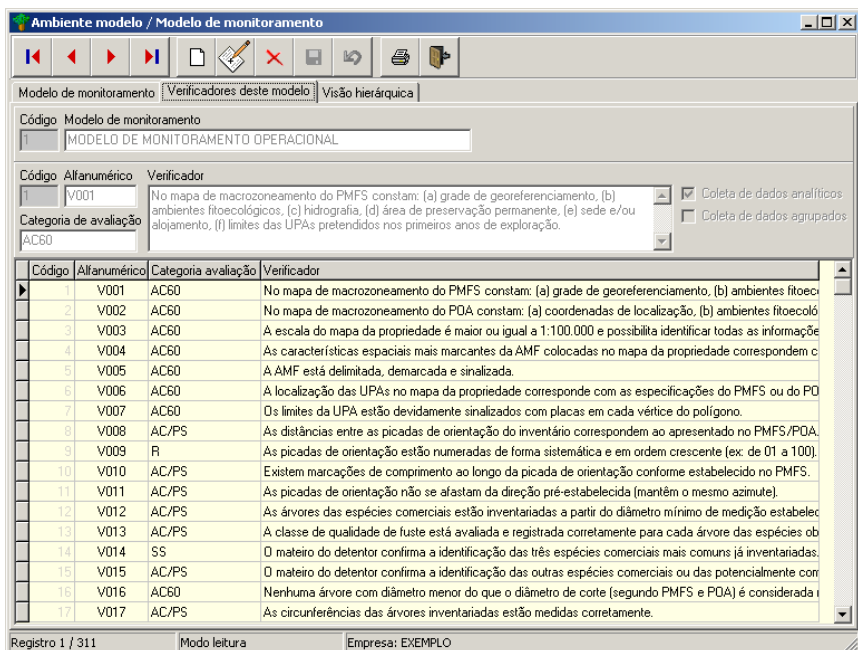 Ambiente modelo / Modelo de monitoramento
Modelo de monitoramento Verificadores deste modelo Visão hierárquica
Código Modelo de monitoramento
1 MODELO DE MONITORAMENTO OPERACIONAL
Código Alfanumérico Verificador
1 V001
No mapa de macrozoneamento do PMFS constam: (a) grade de georeferenciamento, (b)
ambientes fitoecológicos, (c) hidrografia, (d) área de preservação permanente, (e) sede e/ou
alojamento, (f) limites das UPAs pretendidos nos primeiros anos de exploração.
Coleta de dados analíticos
Coleta de dados agrupados
Categoria de avaliação
AC60
Código Alfanumérico Categoria avaliação Verificador
1 V001 AC60 No mapa de macrozoneamento do PMFS constam: (a) grade de georeferenciamento, (b) ambientes fitoec
2 V002 AC60 No mapa de macrozoneamento do POA constam: (a) coordenadas de localização, (b) ambientes fitoecoló
3 V003 AC60 A escala do mapa da propriedade é maior ou igual a 1:100.000 e possibilita identificar todas as informaçõe
4 V004 AC60 As características espaciais mais marcantes da AMF colocadas no mapa da propriedade correspondem c
5 V005 AC60 A AMF está delimitada, demarcada e sinalizada.
6 V006 AC60 A localização das UPAs no mapa da propriedade corresponde com as especificações do PMFS ou do PO
7 V007 AC60 Os limites da UPA estão devidamente sinalizados com placas em cada vértice do polígono.
8 V008 AC/PS As distâncias entre as picadas de orientação do inventário correspondem ao apresentado no PMFS/POA.
9 V009 R As picadas de orientação estão numeradas de forma sistemática e em ordem crescente (ex: de 01 a 100).
10 V010 AC/PS Existem marcações de comprimento ao longo da picada de orientação conforme estabelecido no PMFS.
11 V011 AC/PS As picadas de orientação não se afastam da direção pré-estabelecida (mantêm o mesmo azimute).
12 V012 AC/PS As árvores das espécies comerciais estão inventariadas a partir do diâmetro mínimo de medição estabelec
13 V013 AC/PS A classe de qualidade de fuste está avaliada e registrada corretamente para cada árvore das espécies ob
14 V014 SS O mateiro do detentor confirma a identificação das três espécies comerciais mais comuns já inventariadas.
15 V015 AC/PS O mateiro do detentor confirma a identificação das outras espécies comerciais ou das potencialmente com
16 V016 AC60 Nenhuma árvore com diâmetro menor do que o diâmetro de corte (segundo PMFS e POA) é considerada
17 V017 AC/PS As circunferências das árvores inventariadas estão medidas corretamente.
Registro 1 / 311 Modo leitura Empresa: EXEMPLO